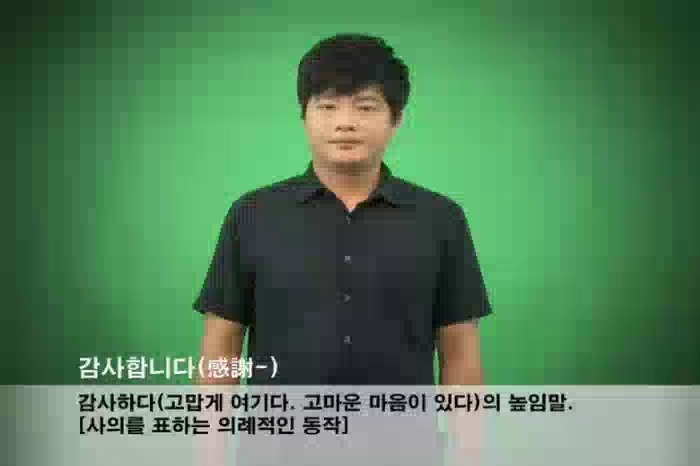 감사합니다(感謝-)
감사하다(고맙게 여기다. 고마운 마음이 있다)의 높임말.
[사의를 표하는 의례적인 동작]